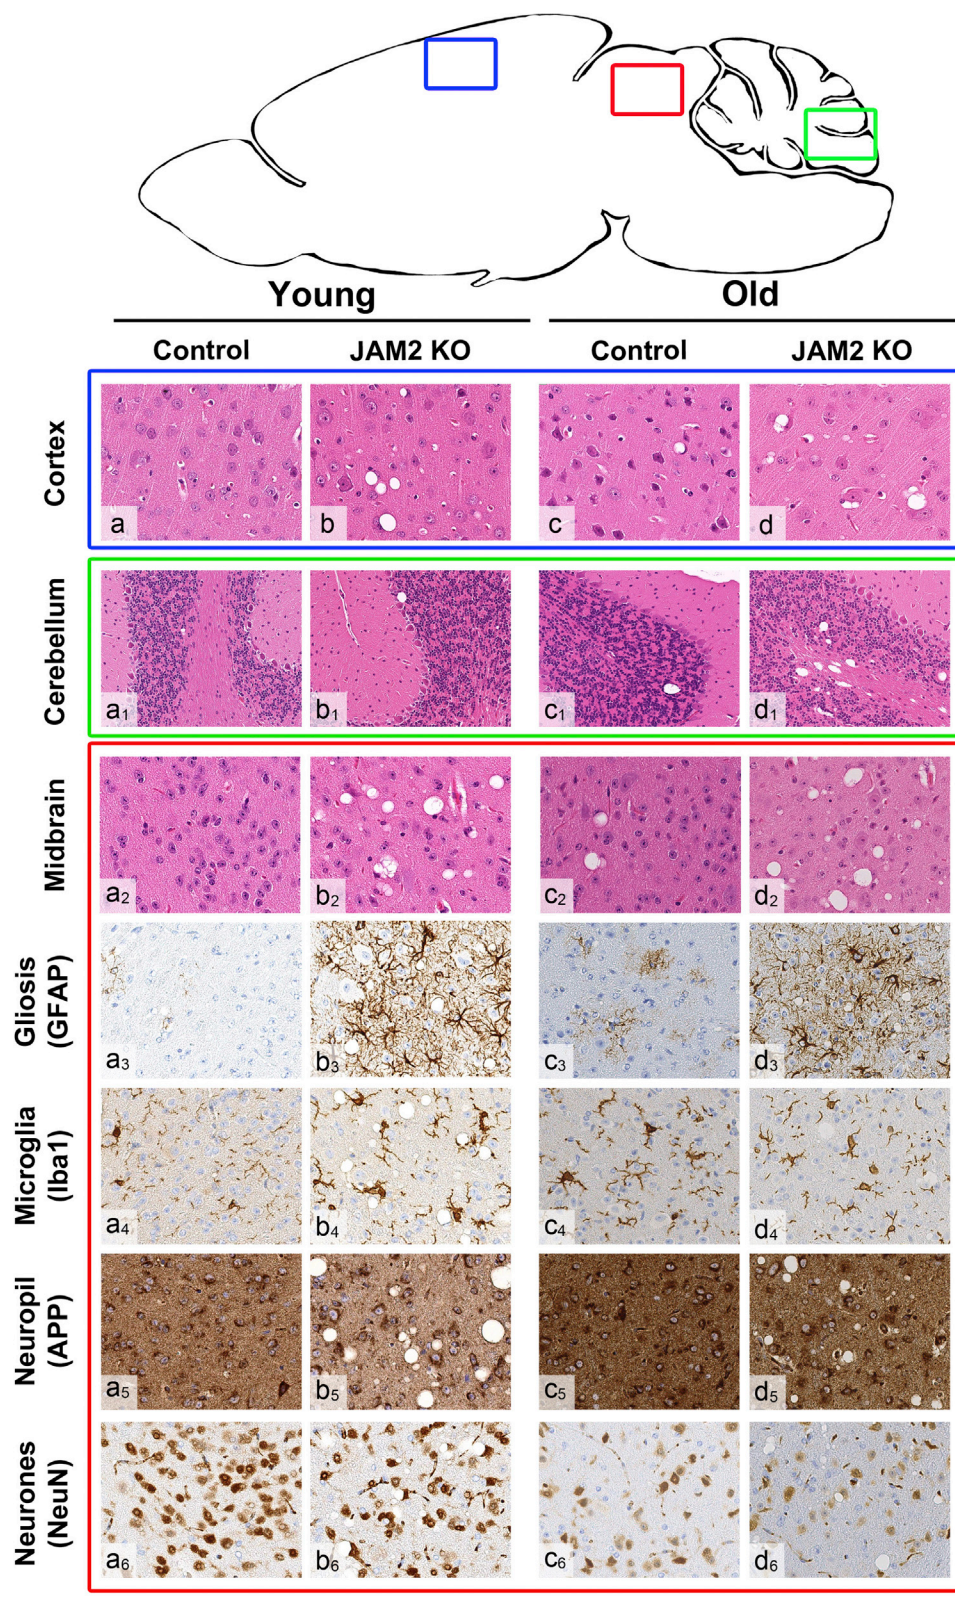 Young Old
Control JAM2 KO Control JAM2 KO
Cortex
a b c d
Cerebellum
a1 b1 c1 d1
Midbrain
a2 b2 c2 d2
Gliosis
(GFAP)
a3 b3 c3 d3
Microglia
(Iba1)
a4 b4 c4 d4
Neuropil
(APP)
a5 b5 c5 d5
Neurones
(NeuN)
a6 b6 c6 d6